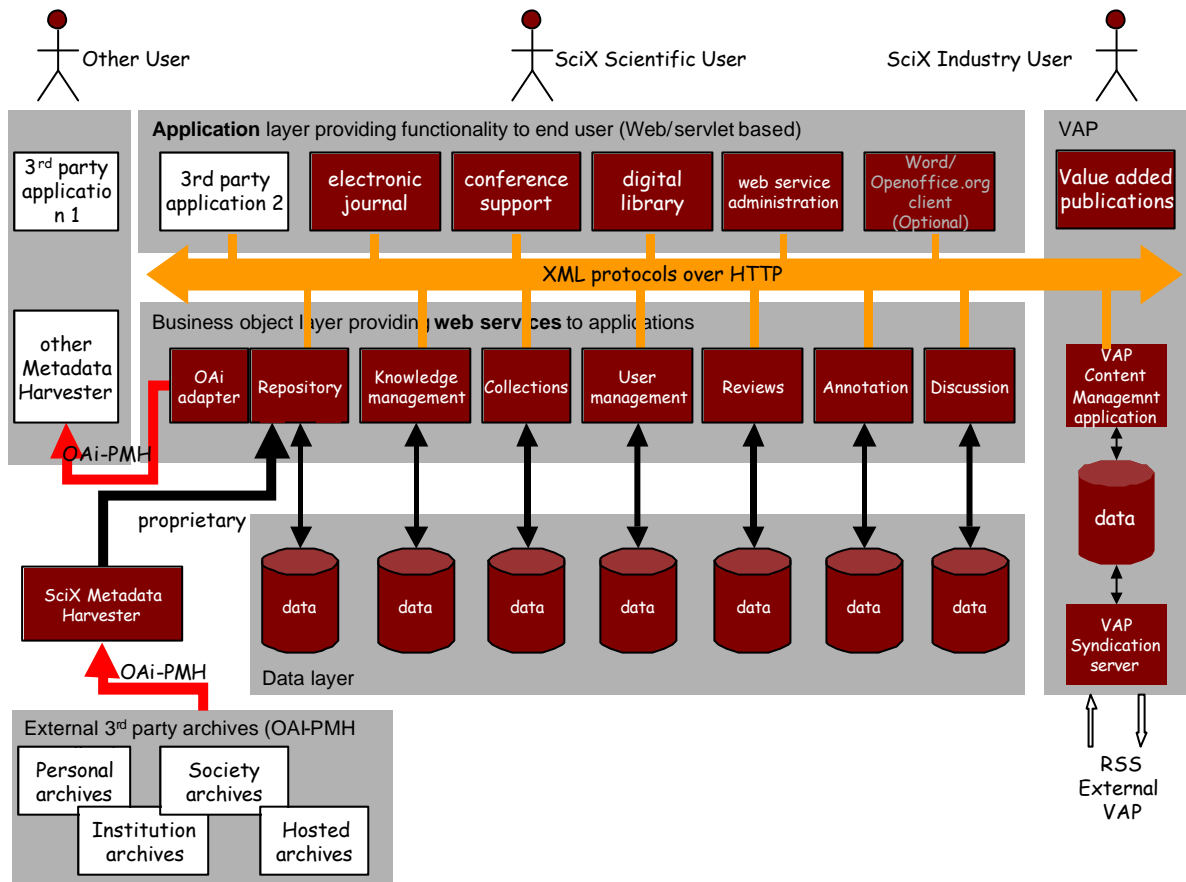 Other User
SciX Scientific User
SciX Industry User
Application layer providing functionality to end user (Web/servlet based)
VAP
3rd party
applicatio
n 1
3rd party
application 2
electronic
journal
conference
support
digital
library
web service
administration
Word/
Openoffice.org
client
(Optional)
Value added
publications
XML protocols over HTTP
Business object layer providing web services to applications
other
Metadata
Harvester
OAi
adapter
Repository
Knowledge
management
Collections
User
management
Reviews
Annotation
Discussion
VAP
Content
Managemnt
application
OAi-PMH
proprietary
data
data
data
data
data
data
data
data
SciX Metadata
Harvester
VAP
Syndication
server
OAi-PMH
Data layer
External 3rd party archives (OAI-PMH
Personal
archives
Society
archives
Institution
archives
Hosted
archives
RSS
External
VAP